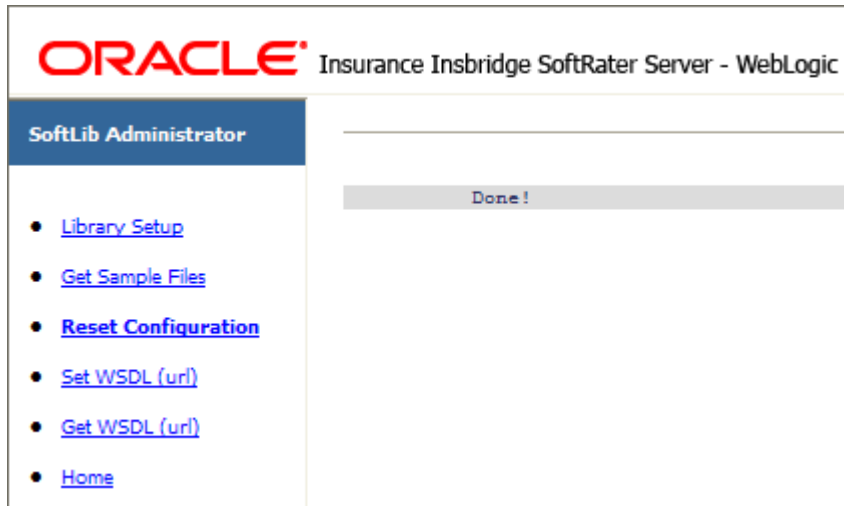 ORACLE Insurance Insbridge SoftRater Server - WebLogic
SoftLib Administrator
Done!
Library Setup
Get Sample Files
Reset Configuration
Set WSDL (url)
Get WSDL (url)
Home